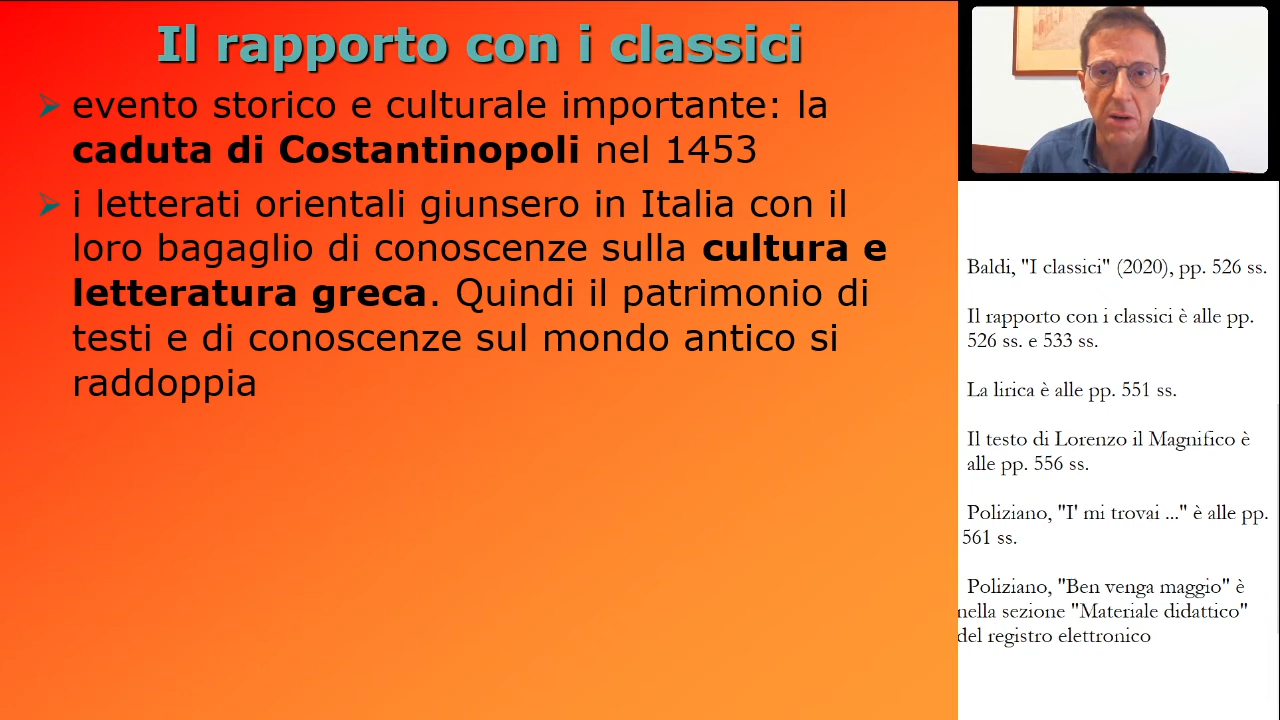 Il rapporto con i classici
evento storico e culturale importante: la
caduta di Costantinopoli nel 1453
i letterati orientali giunsero in Italia con il
loro bagaglio di conoscenze sulla cultura e
letteratura greca. Quindi il patrimonio di
testi e di conoscenze sul mondo antico si
raddoppia
Baldi, "I classici" (2020), pp. 526 ss.
Il rapporto con i classici è alle pp.
526 ss. e 533 ss.
La lirica è alle pp. 551 ss.
Il testo di Lorenzo il Magnifico è
alle pp. 556 ss.
Poliziano, "I' mi trovai ..." è alle pp.
561 ss.
Poliziano, "Ben venga maggio" è
nella sezione "Materiale didattico"
del registro elettronico